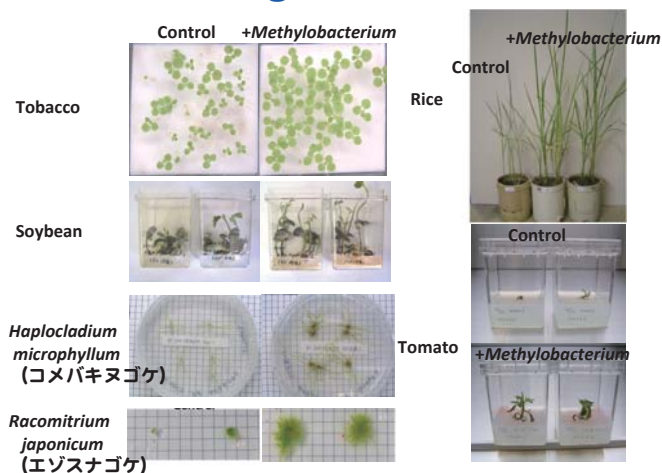 Control
+Methylobacterium
Tobacco
Soybean
Haplocladium
microphyllum
(コメバキヌゴケ)
Racomitrium
japonicum
(エゾスナゴケ)
+Methylobacterium
Control
Rice
Control
Tomato
+Methylobacterium